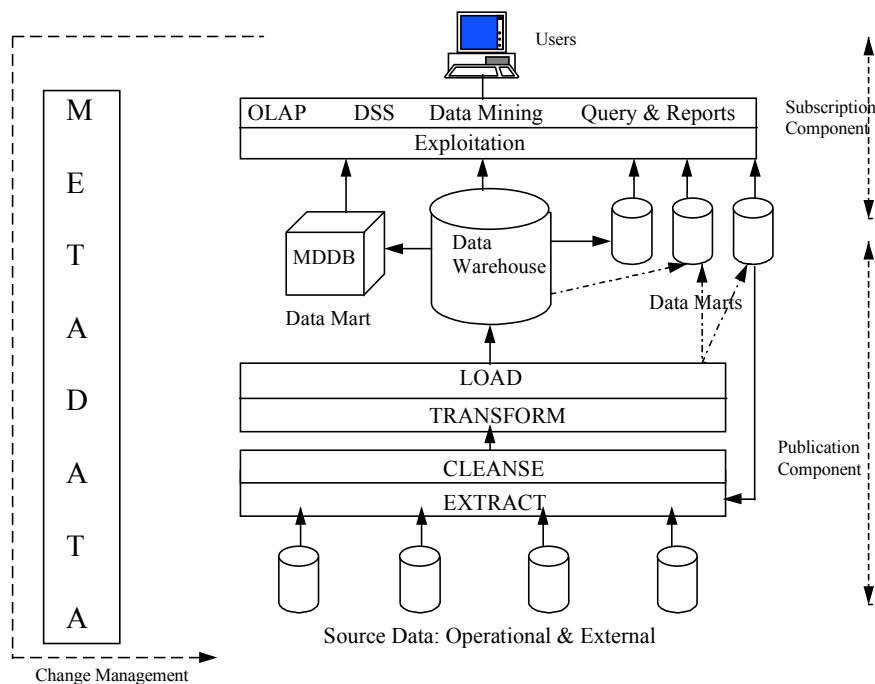 Users
M
E
T
A
D
A
T
A
OLAP DSS Data Mining Query & Reports
Exploitation
Subscription
Component
MDDB
Data
Warehouse
Data Mart
Data Marts
LOAD
TRANSFORM
CLEANSE
EXTRACT
Publication
Component
Source Data: Operational & External
Change Management